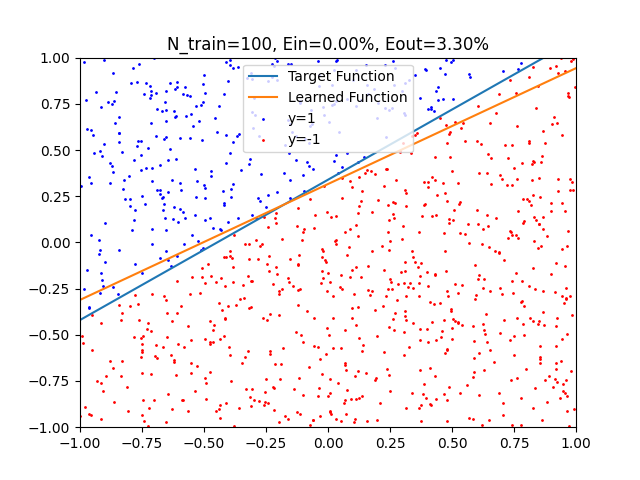 N_train=100, Ein=0.00%, Eout=3.30%
Target Function
Learned Function
y=1
y=-1
1.00
0.75
0.50
0.25
0.00
−0.25
−0.50
−0.75
−1.00
−1.00 −0.75 −0.50 −0.25 0.00 0.25 0.50 0.75 1.00